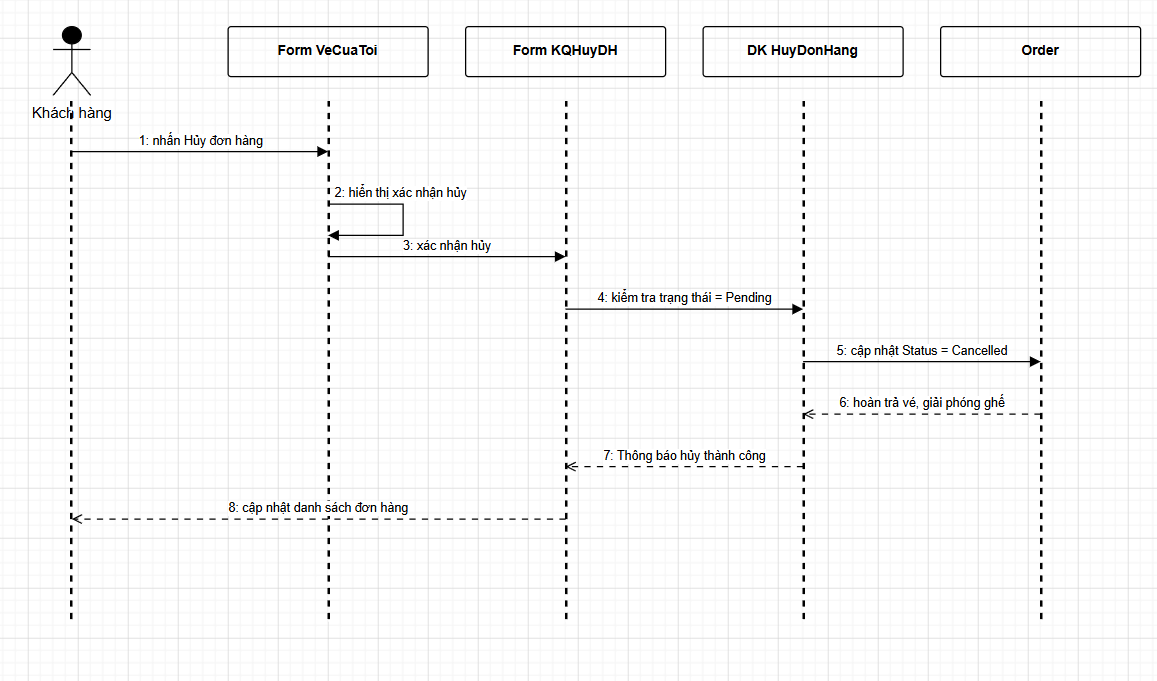 Form VeCuaToi
Form KQHuyDH
DK HuyDonHang
Order
Khách hàng
1: nhấn Hủy đơn hàng
2: hiển thị xác nhận hủy
3: xác nhận hủy
4: kiểm tra trạng thái = Pending
5: cập nhật Status = Cancelled
6: hoàn trả vé, giải phóng ghế
7: Thông báo hủy thành công
8: cập nhật danh sách đơn hàng